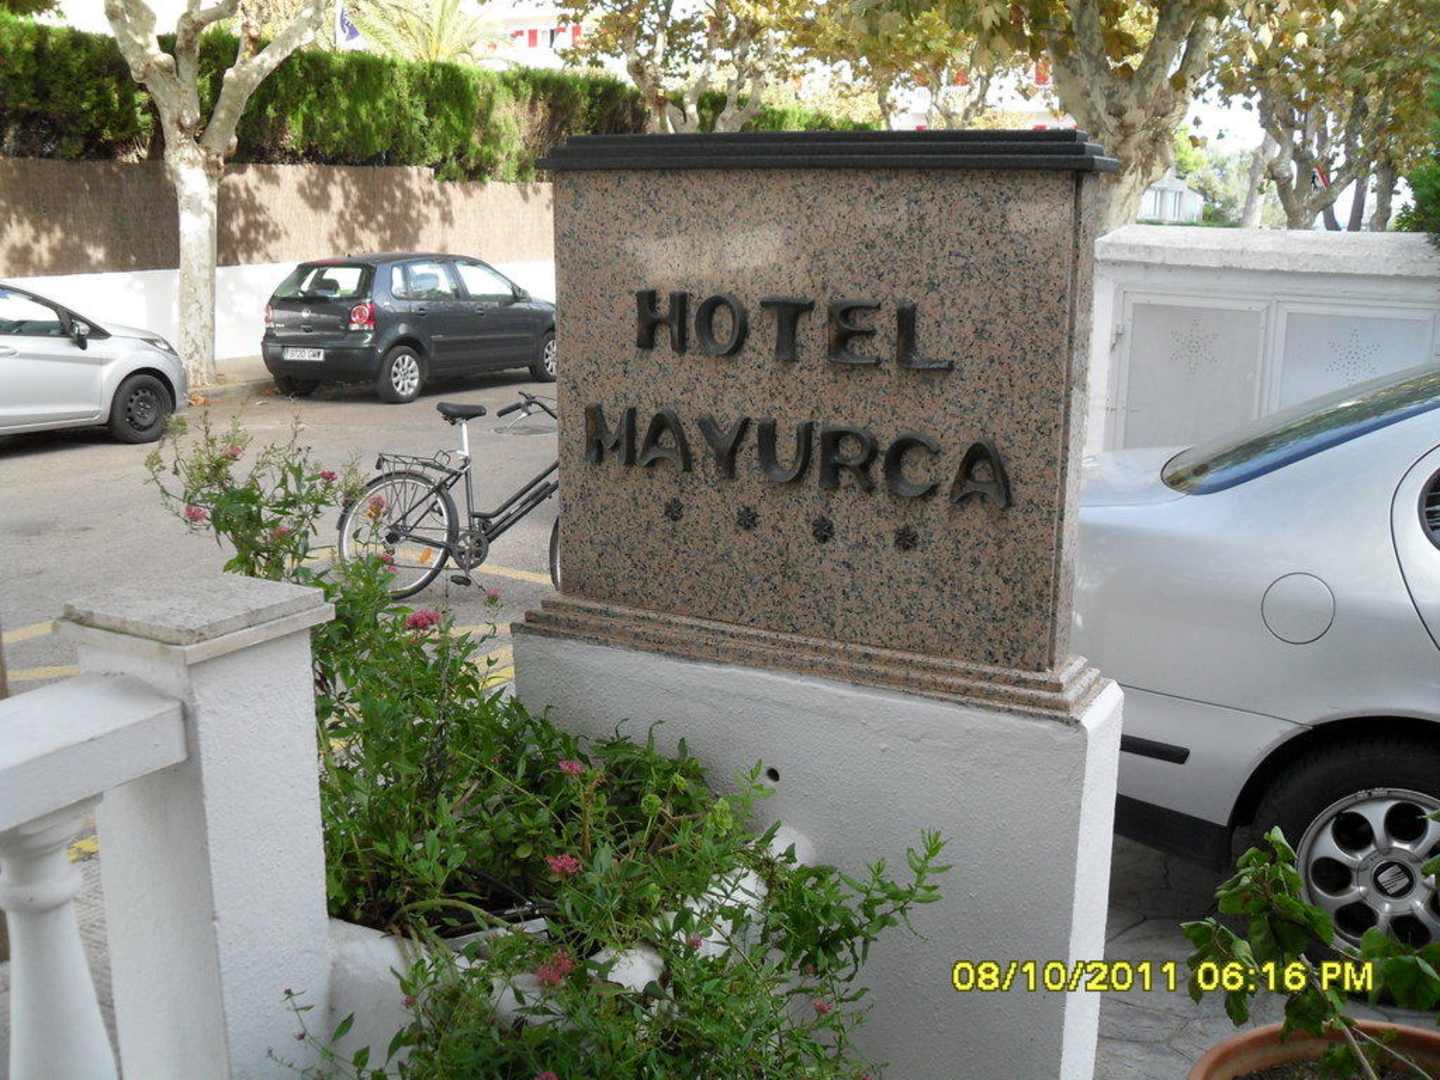 HOTEL
MAYURCA
* * * *
08/10/2011 06:16 PM